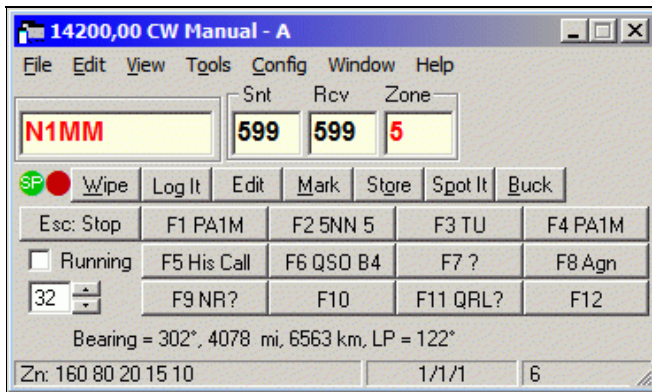 14200,00 CW Manual - A
File Edit View Tools Config Window Help
Snt Rcv Zone
N1MM 599 599 5
SP Wipe Log It Edit Mark Store Spot It Buck
Esc: Stop F1 PA1M F2 5NN 5 F3 TU F4 PA1M
Running F5 His Call F6 QSO B4 F7 ? F8 Agn
32 F9 NR? F10 F11 QRL? F12
Bearing = 302°, 4078 mi, 6563 km, LP = 122°
Zn: 160 80 20 15 10 1/1/1 6